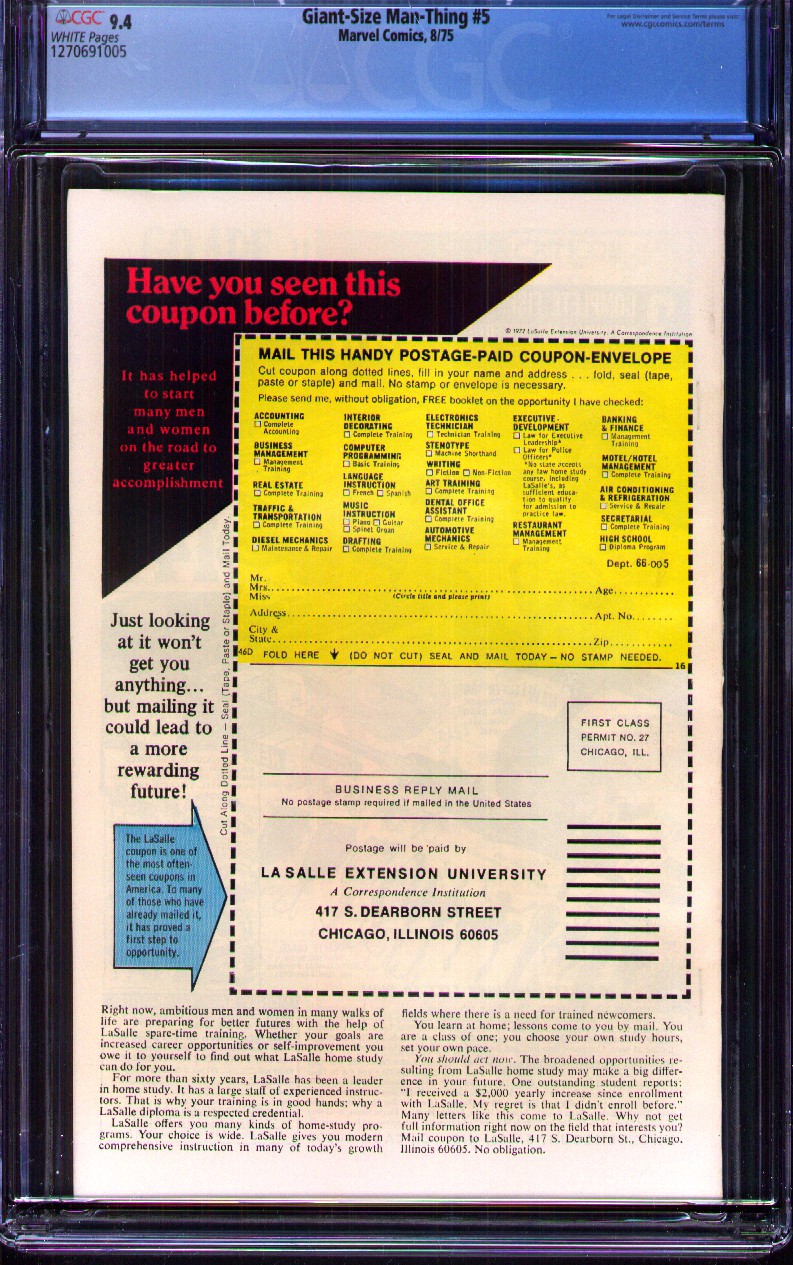 CGC 9.4
WHITE Pages
1270691005
Giant-Size Man-Thing #5
Marvel Comics, 8/75
For Legal Disclaimer and Service Terms please visit:
www.cgccomics.com/terms
CGC
Have you seen this
coupon before?
It has helped
to start
many men
and women
on the road to
greater
accomplishment
Just looking
at it won't
get you
anything...
but mailing it
could lead to
a more
rewarding
future!
The LaSalle
coupon is one of
the most often-
seen coupons in
America. To many
of those who have
already mailed it,
it has proved a
first step to
opportunity.
Cut Along Dotted Line — Seal (Tape, Paste or Staple) and Mail Today.
LaSalle Extension University, A Correspondence Institution
MAIL THIS HANDY POSTAGE-PAID COUPON-ENVELOPE
Cut coupon along dotted lines, fill in your name and address . . . fold, seal (tape,
paste or staple) and mail. No stamp or envelope is necessary.
Please send me, without obligation, FREE booklet on the opportunity I have checked:
ACCOUNTING
☐ Complete
Accounting
BUSINESS
MANAGEMENT
☐ Management
Training
REAL ESTATE
☐ Complete Training
TRAFFIC &
TRANSPORTATION
☐ Complete Training
DIESEL MECHANICS
☐ Maintenance & Repair
INTERIOR
DECORATING
☐ Complete Training
COMPUTER
PROGRAMMING
☐ Basic Training
LANGUAGE
INSTRUCTION
☐ French ☐ Spanish
MUSIC
INSTRUCTION
☐ Piano ☐ Guitar
☐ Spinet Organ
DRAFTING
☐ Complete Training
ELECTRONICS
TECHNICIAN
☐ Technician Training
STENOTYPE
☐ Machine Shorthand
WRITING
☐ Fiction ☐ Non-Fiction
ART TRAINING
☐ Complete Training
DENTAL OFFICE
ASSISTANT
☐ Complete Training
AUTOMOTIVE
MECHANICS
☐ Service & Repair
EXECUTIVE-
DEVELOPMENT
☐ Law for Executive
Leadership*
☐ Law for Police
Officers*
*No state accepts
any law home study
course, including
LaSalle's, as
sufficient educa-
tion to qualify
for admission to
practice law.
RESTAURANT
MANAGEMENT
☐ Management
Training
BANKING
& FINANCE
☐ Management
Training
MOTEL/HOTEL
MANAGEMENT
☐ Complete Training
AIR CONDITIONING
& REFRIGERATION
☐ Service & Repair
SECRETARIAL
☐ Complete Training
HIGH SCHOOL
☐ Diploma Program
Dept. 66-005
Mr.
Mrs. Age
Miss (Circle title and please print)
Address Apt. No.
City &
State Zip
46D FOLD HERE (DO NOT CUT) SEAL AND MAIL TODAY — NO STAMP NEEDED.
16
FIRST CLASS
PERMIT NO. 27
CHICAGO, ILL.
BUSINESS REPLY MAIL
No postage stamp required if mailed in the United States
Postage will be paid by
LA SALLE EXTENSION UNIVERSITY
A Correspondence Institution
417 S. DEARBORN STREET
CHICAGO, ILLINOIS 60605
Right now, ambitious men and women in many walks of
life are preparing for better futures with the help of
LaSalle spare-time training. Whether your goals are
increased career opportunities or self-improvement you
owe it to yourself to find out what LaSalle home study
can do for you.
For more than sixty years, LaSalle has been a leader
in home study. It has a large staff of experienced instruc-
tors. That is why your training is in good hands; why a
LaSalle diploma is a respected credential.
LaSalle offers you many kinds of home-study pro-
grams. Your choice is wide. LaSalle gives you modern
comprehensive instruction in many of today's growth
fields where there is a need for trained newcomers.
You learn at home; lessons come to you by mail. You
are a class of one; you choose your own study hours,
set your own pace.
You should act now. The broadened opportunities re-
sulting from LaSalle home study may make a big differ-
ence in your future. One outstanding student reports:
"I received a $2,000 yearly increase since enrollment
with LaSalle. My regret is that I didn't enroll before."
Many letters like this come to LaSalle. Why not get
full information right now on the field that interests you?
Mail coupon to LaSalle, 417 S. Dearborn St., Chicago,
Illinois 60605. No obligation.